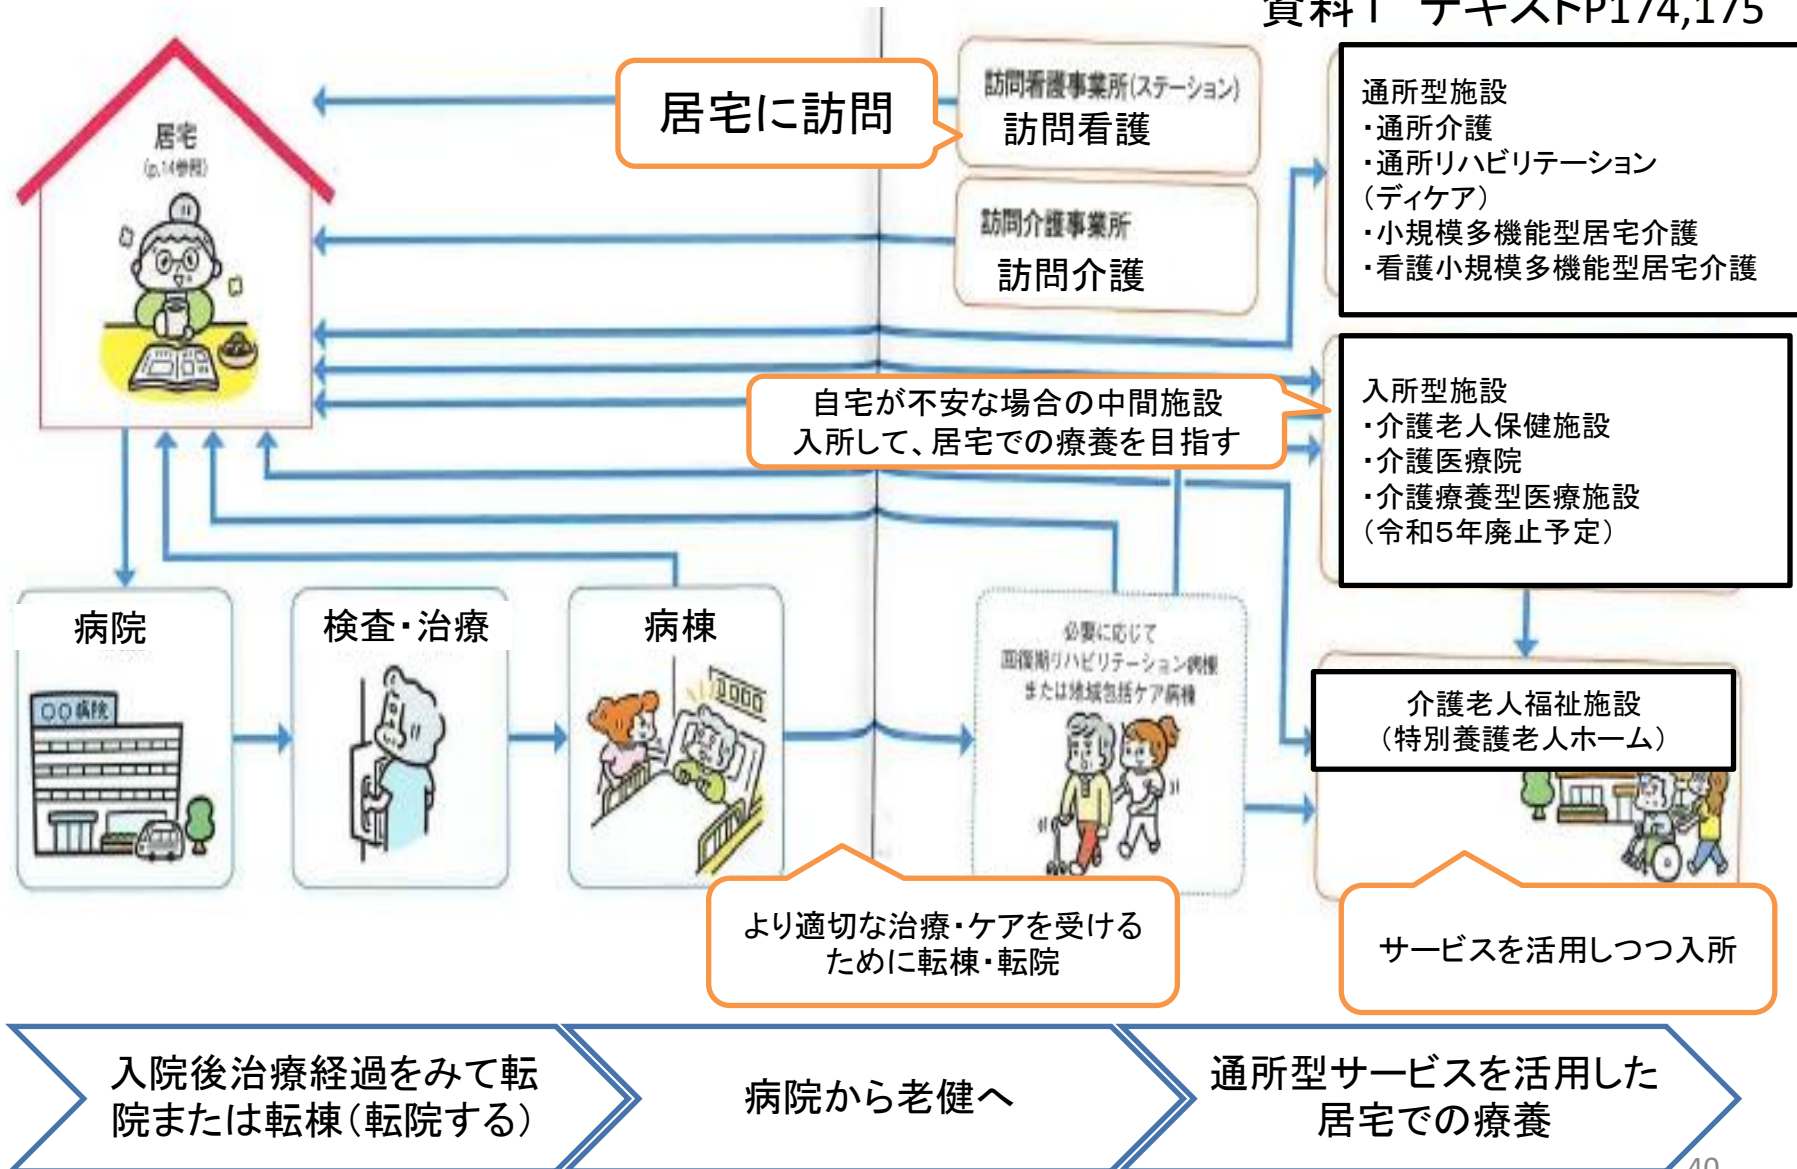 資料1 テキストP174,175
居宅
(p.14参照)
居宅に訪問
訪問看護事業所(ステーション)
訪問看護
訪問介護事業所
訪問介護
通所型施設
・通所介護
・通所リハビリテーション
(ディケア)
・小規模多機能型居宅介護
・看護小規模多機能型居宅介護
自宅が不安な場合の中間施設
入所して、居宅での療養を目指す
入所型施設
・介護老人保健施設
・介護医療院
・介護療養型医療施設
(令和5年廃止予定)
病院
〇〇病院
検査・治療
病棟
必要に応じて
回復期リハビリテーション病棟
または地域包括ケア病棟
介護老人福祉施設
(特別養護老人ホーム)
より適切な治療・ケアを受ける
ために転棟・転院
サービスを活用しつつ入所
入院後治療経過をみて転
院または転棟(転院する)
病院から老健へ
通所型サービスを活用した
居宅での療養
40